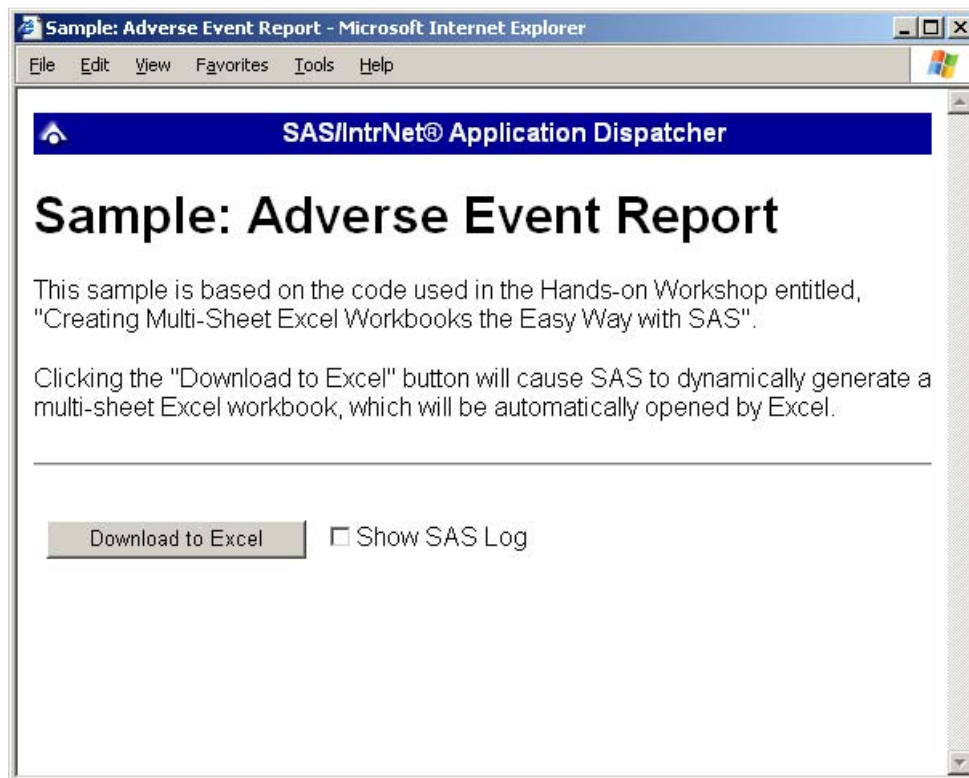 Sample: Adverse Event Report - Microsoft Internet Explorer
File Edit View Favorites Tools Help
SAS/IntrNet® Application Dispatcher
Sample: Adverse Event Report
This sample is based on the code used in the Hands-on Workshop entitled,
"Creating Multi-Sheet Excel Workbooks the Easy Way with SAS".
Clicking the "Download to Excel" button will cause SAS to dynamically generate a
multi-sheet Excel workbook, which will be automatically opened by Excel.
Download to Excel Show SAS Log